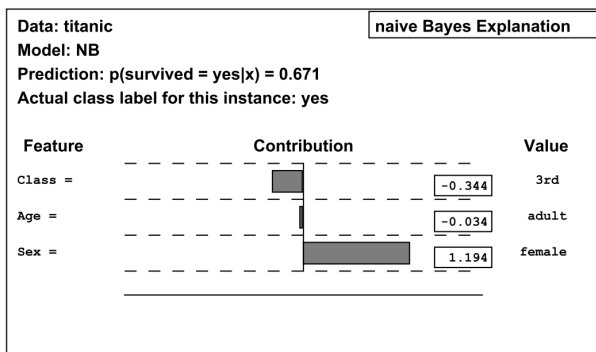 Data: titanic
naive Bayes Explanation
Model: NB
Prediction: p(survived = yes|x) = 0.671
Actual class label for this instance: yes
Feature Contribution Value
Class = -0.344 3rd
Age = -0.034 adult
Sex = 1.194 female